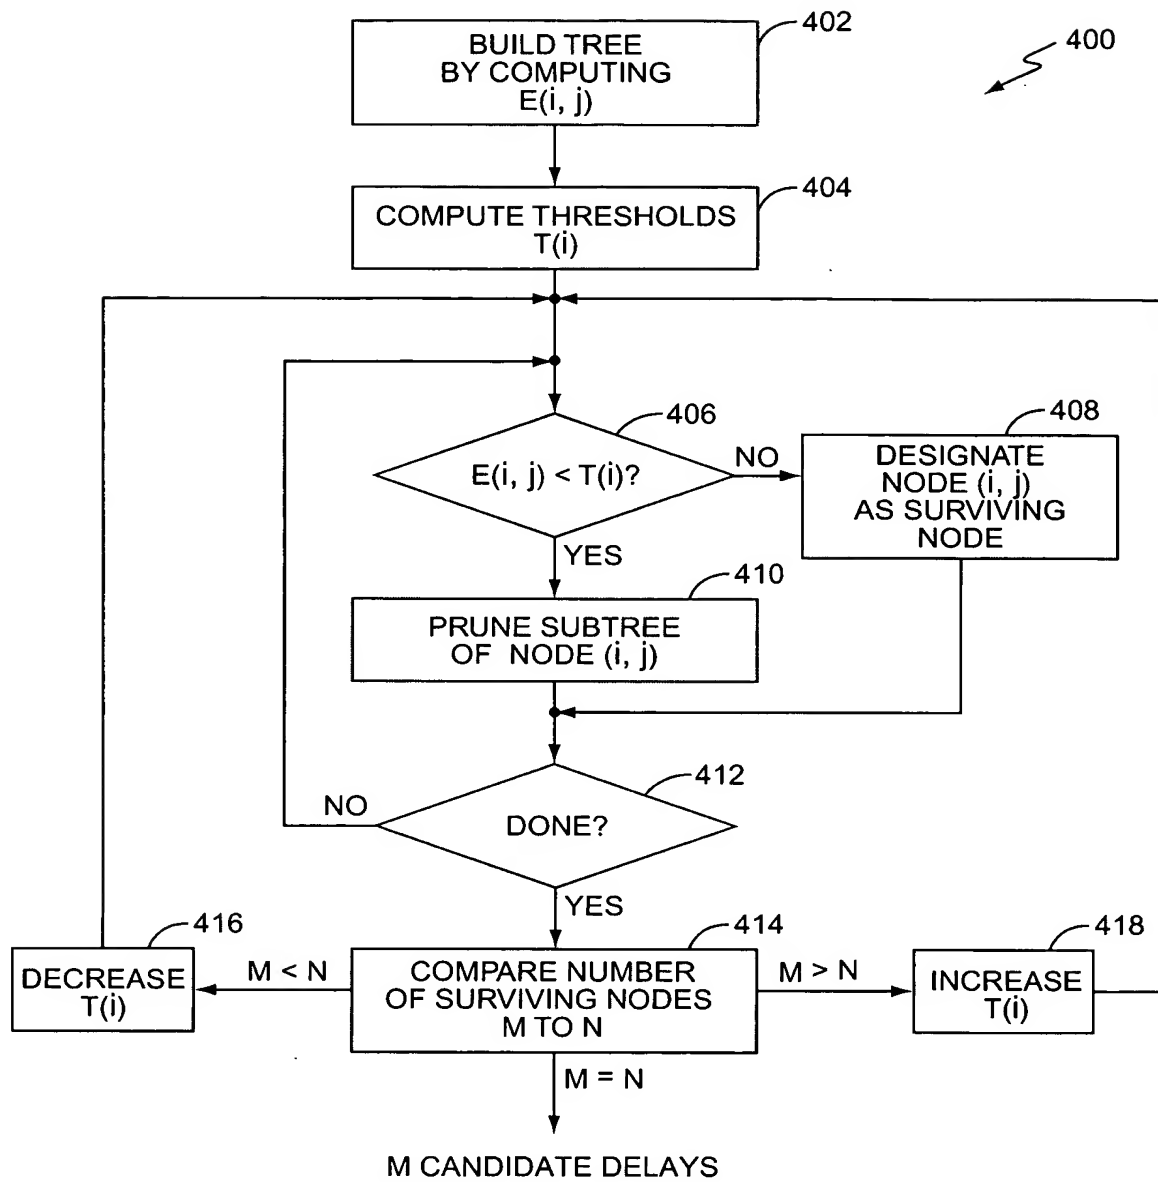 402
BUILD TREE
BY COMPUTING
E(i, j)
400
404
COMPUTE THRESHOLDS
T(i)
406
E(i, j) < T(i)?
NO
408
DESIGNATE
NODE (i, j)
AS SURVIVING
NODE
YES
410
PRUNE SUBTREE
OF NODE (i, j)
412
DONE?
NO
YES
416
DECREASE
T(i)
M < N
414
COMPARE NUMBER
OF SURVIVING NODES
M TO N
M > N
418
INCREASE
T(i)
M = N
M CANDIDATE DELAYS